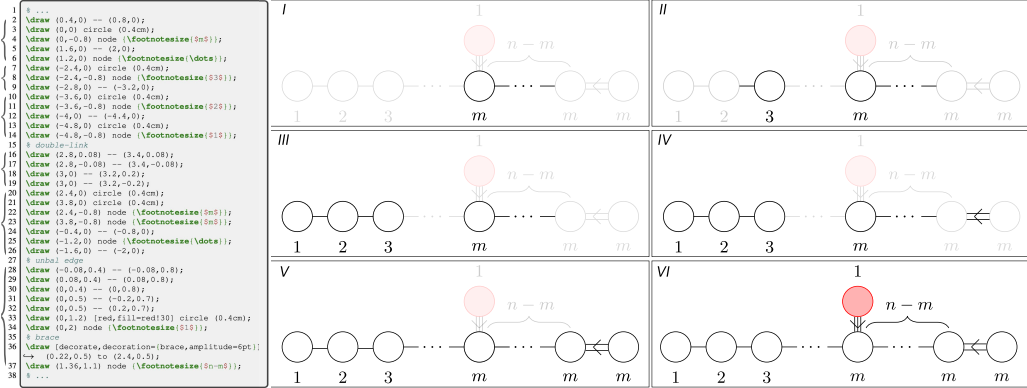 1 % ...
2 \draw (0.4,0) -- (0.8,0);
3 \draw (0,0) circle (0.4cm);
4 \draw (0,-0.8) node {\footnotesize{$m$}};
5 \draw (1.6,0) -- (2,0);
6 \draw (1.2,0) node {\footnotesize{\dots}};
7 \draw (-2.4,0) circle (0.4cm);
8 \draw (-2.4,-0.8) node {\footnotesize{$3$}};
9 \draw (-2.8,0) -- (-3.2,0);
10 \draw (-3.6,0) circle (0.4cm);
11 \draw (-3.6,-0.8) node {\footnotesize{$2$}};
12 \draw (-4,0) -- (-4.4,0);
13 \draw (-4.8,0) circle (0.4cm);
14 \draw (-4.8,-0.8) node {\footnotesize{$1$}};
15 % double-link
16 \draw (2.8,0.08) -- (3.4,0.08);
17 \draw (2.8,-0.08) -- (3.4,-0.08);
18 \draw (3,0) -- (3.2,0.2);
19 \draw (3,0) -- (3.2,-0.2);
20 \draw (2.4,0) circle (0.4cm);
21 \draw (3.8,0) circle (0.4cm);
22 \draw (2.4,-0.8) node {\footnotesize{$m$}};
23 \draw (3.8,-0.8) node {\footnotesize{$m$}};
24 \draw (-0.4,0) -- (-0.8,0);
25 \draw (-1.2,0) node {\footnotesize{\dots}};
26 \draw (-1.6,0) -- (-2,0);
27 % unbal edge
28 \draw (-0.08,0.4) -- (-0.08,0.8);
29 \draw (0.08,0.4) -- (0.08,0.8);
30 \draw (0,0.4) -- (0,0.8);
31 \draw (0,0.5) -- (-0.2,0.7);
32 \draw (0,0.5) -- (0.2,0.7);
33 \draw (0,1.2) [red,fill=red!30] circle (0.4cm);
34 \draw (0,2) node {\footnotesize{$1$}};
35 % brace
36 \draw [decorate,decoration={brace,amplitude=6pt}]
↪ (0.22,0.5) to (2.4,0.5);
37 \draw (1.36,1.1) node {\footnotesize{$n-m$}};
38 % ...
I
1
n − m
··· ···
1 2 3 m m m
II
1
n − m
··· ···
1 2 3 m m m
III
1
n − m
··· ···
1 2 3 m m m
IV
1
n − m
··· ···
1 2 3 m m m
V
1
n − m
··· ···
1 2 3 m m m
VI
1
n − m
··· ···
1 2 3 m m m